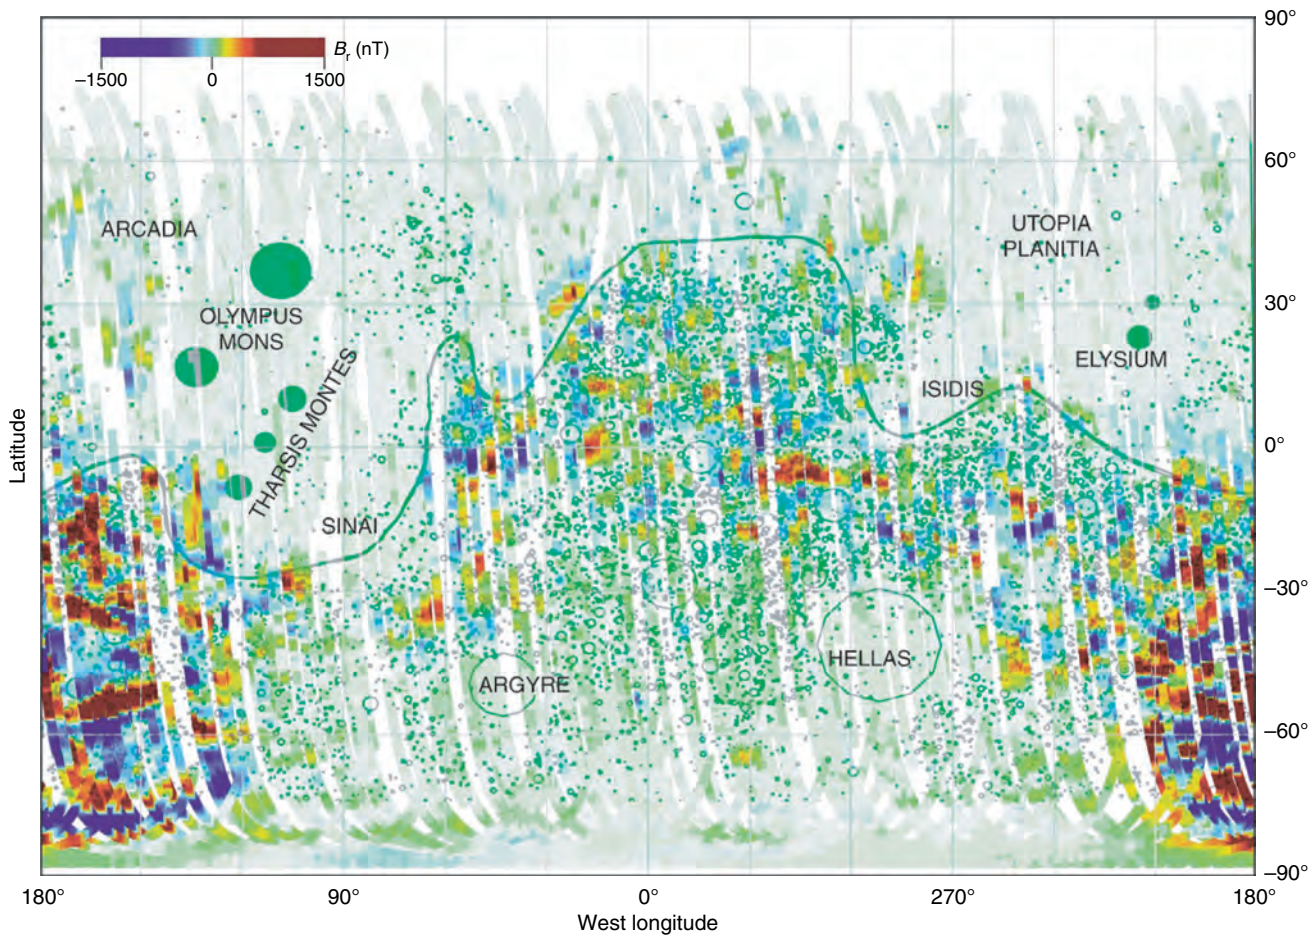 90°
B_r (nT)
−1500 0 1500
60°
ARCADIA
UTOPIA
PLANITIA
30°
OLYMPUS
MONS
ELYSIUM
THARSIS MONTES
ISIDIS
0°
Latitude
SINAI
−30°
HELLAS
ARGYRE
−60°
−90°
180° 90° 0° 270° 180°
West longitude